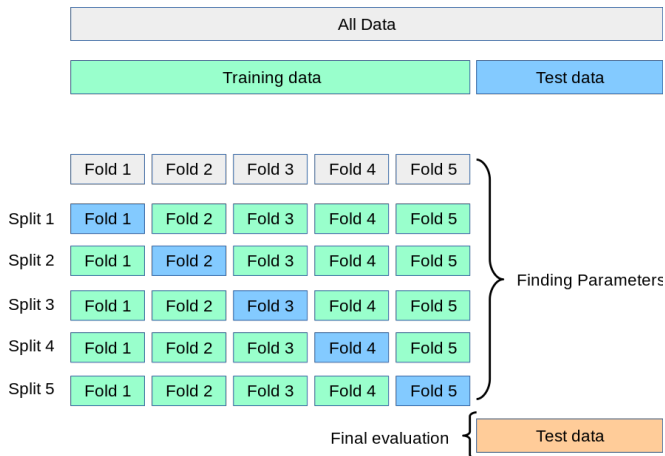 All Data
Training data Test data
Fold 1 Fold 2 Fold 3 Fold 4 Fold 5
Split 1 Fold 1 Fold 2 Fold 3 Fold 4 Fold 5
Split 2 Fold 1 Fold 2 Fold 3 Fold 4 Fold 5
Finding Parameters
Split 3 Fold 1 Fold 2 Fold 3 Fold 4 Fold 5
Split 4 Fold 1 Fold 2 Fold 3 Fold 4 Fold 5
Split 5 Fold 1 Fold 2 Fold 3 Fold 4 Fold 5
Final evaluation Test data